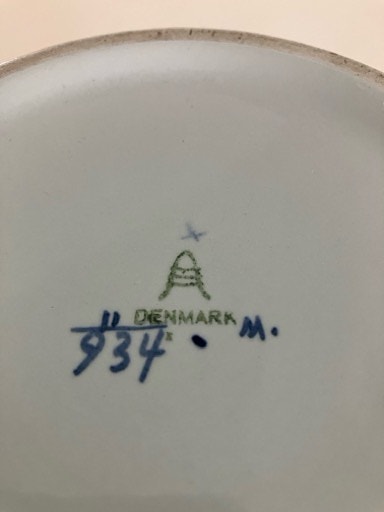 DENMARK
11
934 . M.